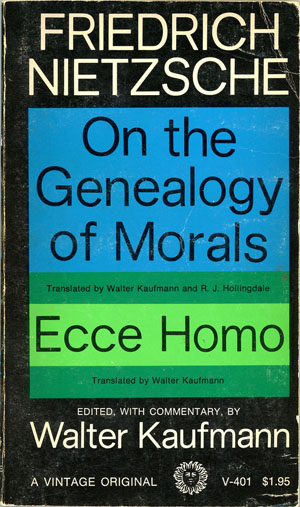 FRIEDRICH
NIETZSCHE
On the
Genealogy
of Morals
Translated by Walter Kaufmann and R. J. Hollingdale
Ecce Homo
Translated by Walter Kaufmann
EDITED, WITH COMMENTARY, BY
Walter Kaufmann
A VINTAGE ORIGINAL V-401 $1.95